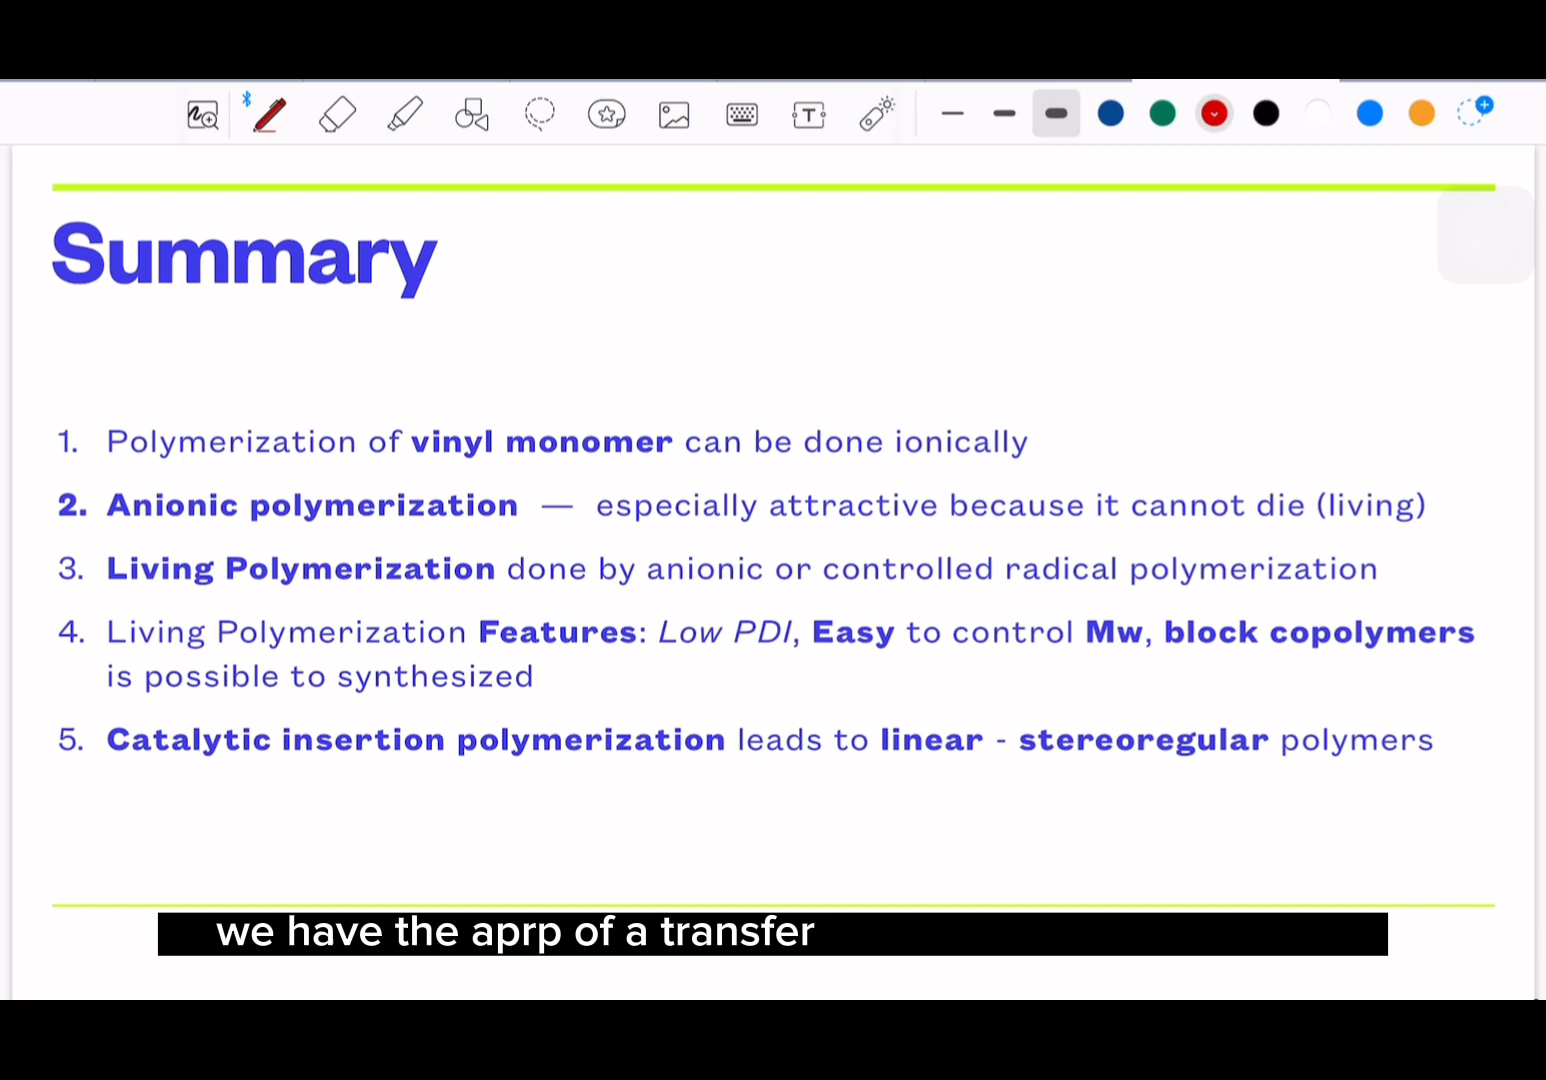 Summary
1. Polymerization of vinyl monomer can be done ionically
2. Anionic polymerization — especially attractive because it cannot die (living)
3. Living Polymerization done by anionic or controlled radical polymerization
4. Living Polymerization Features: Low PDI, Easy to control Mw, block copolymers
is possible to synthesized
5. Catalytic insertion polymerization leads to linear - stereoregular polymers
we have the aprp of a transfer